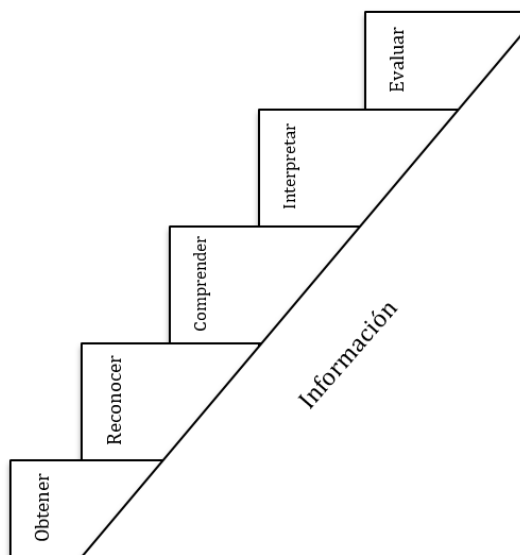 Evaluar
Interpretar
Comprender
Reconocer
Obtener
Información